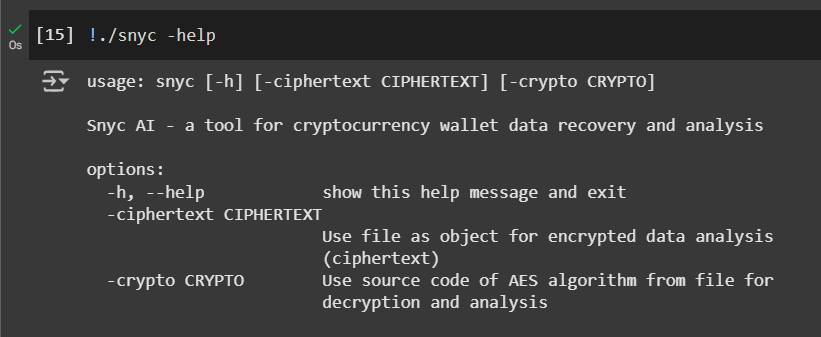 [15] !./snyc -help
0s
usage: snyc [-h] [-ciphertext CIPHERTEXT] [-crypto CRYPTO]
Snyc AI - a tool for cryptocurrency wallet data recovery and analysis
options:
-h, --help show this help message and exit
-ciphertext CIPHERTEXT
Use file as object for encrypted data analysis
(ciphertext)
-crypto CRYPTO Use source code of AES algorithm from file for
decryption and analysis